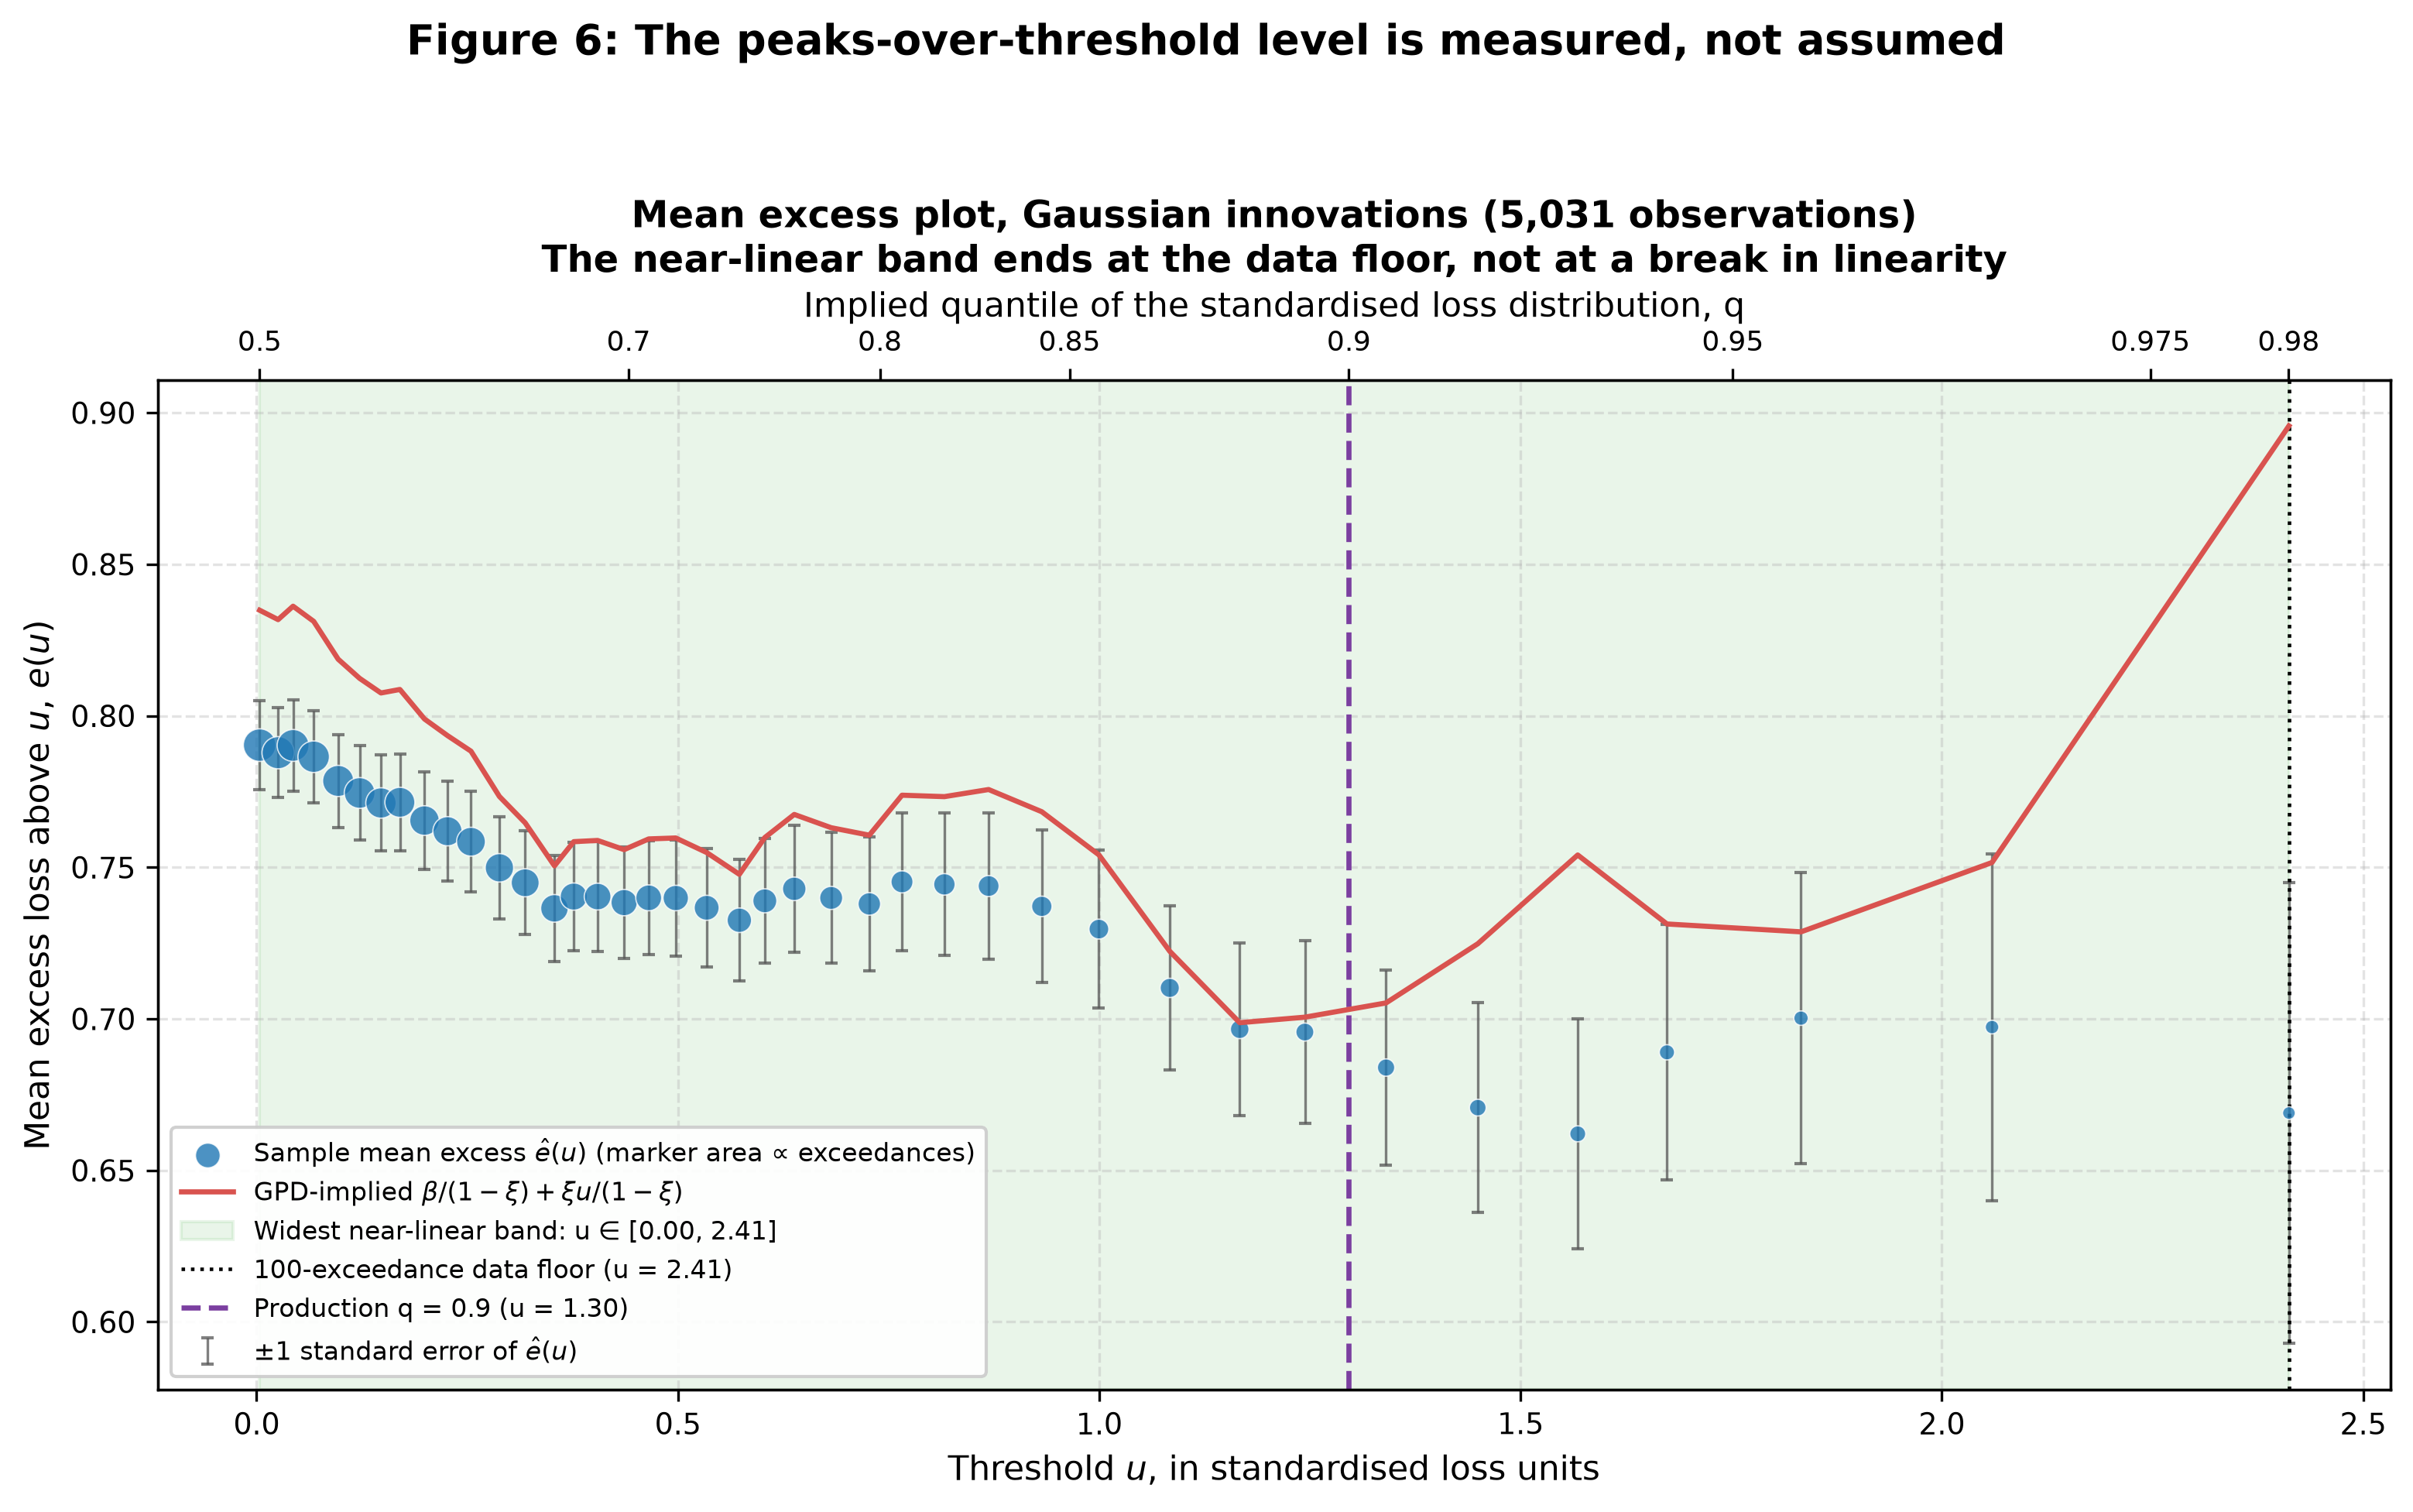 Figure 6: The peaks-over-threshold level is measured, not assumed
Mean excess plot, Gaussian innovations (5,031 observations)
The near-linear band ends at the data floor, not at a break in linearity
Implied quantile of the standardised loss distribution, q
0.5 0.7 0.8 0.85 0.9 0.95 0.975 0.98
Mean excess loss above u, e(u)
0.90
0.85
0.80
0.75
0.70
0.65
0.60
Sample mean excess ê(u) (marker area ∝ exceedances)
GPD-implied β/(1 − ξ) + ξu/(1 − ξ)
Widest near-linear band: u ∈ [0.00, 2.41]
100-exceedance data floor (u = 2.41)
Production q = 0.9 (u = 1.30)
±1 standard error of ê(u)
0.0 0.5 1.0 1.5 2.0 2.5
Threshold u, in standardised loss units